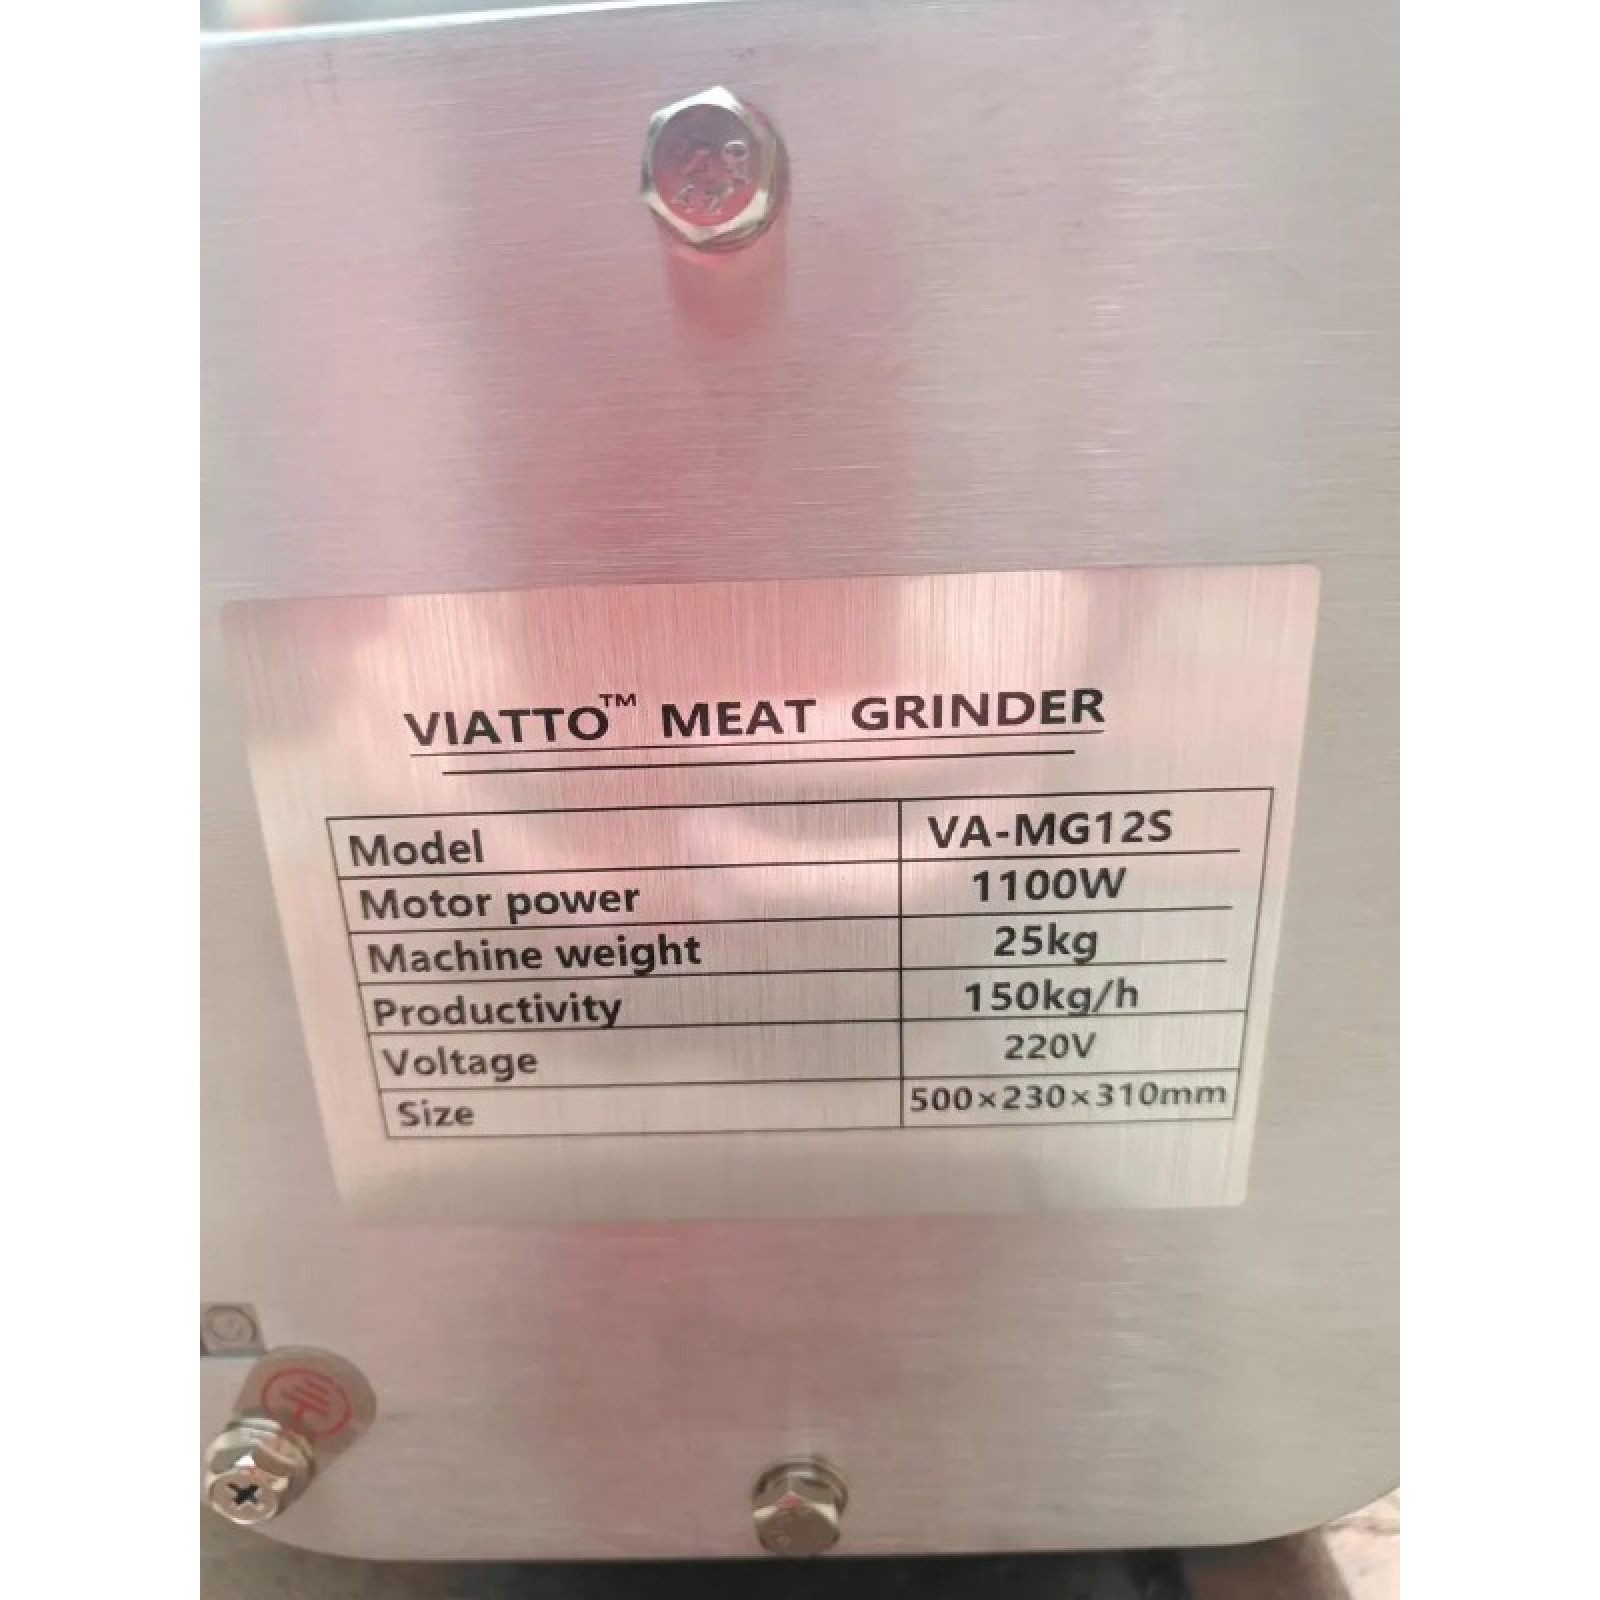 VIATTO™ MEAT GRINDER
Model VA-MG12S
Motor power 1100W
Machine weight 25kg
Productivity 150kg/h
Voltage 220V
Size 500×230×310mm